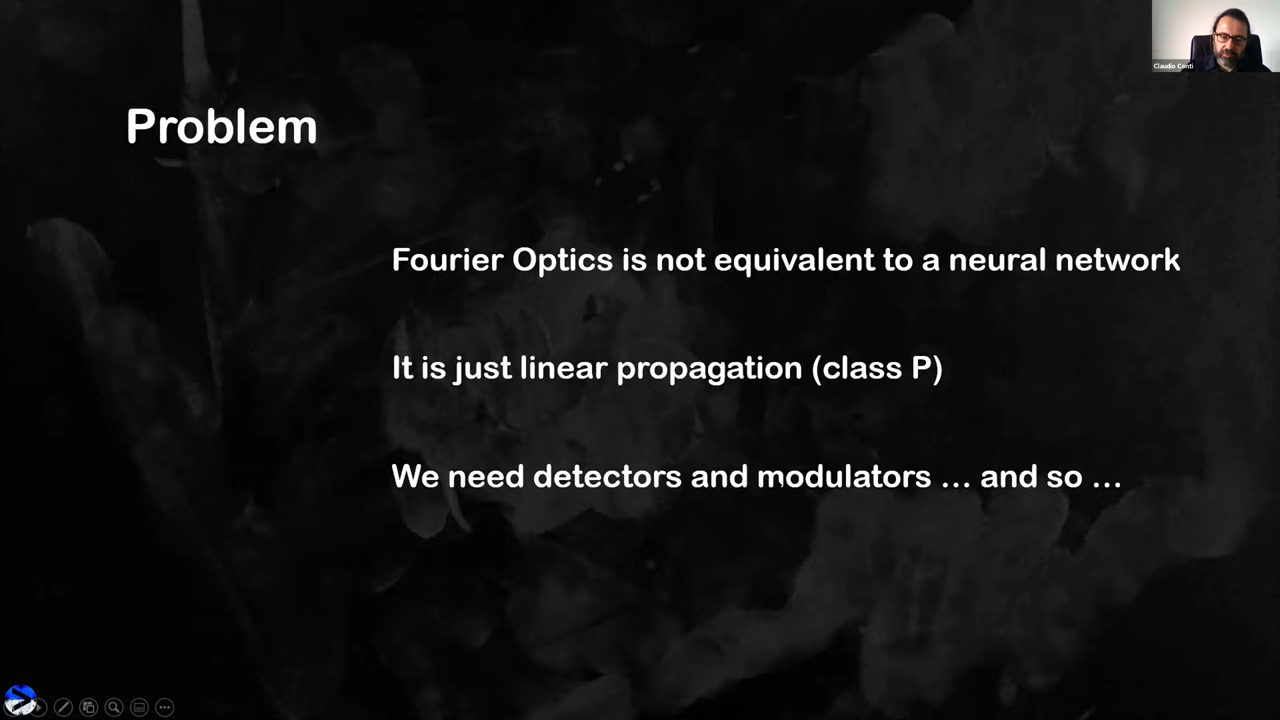 Claudio Conti
Problem
Fourier Optics is not equivalent to a neural network
It is just linear propagation (class P)
We need detectors and modulators … and so …